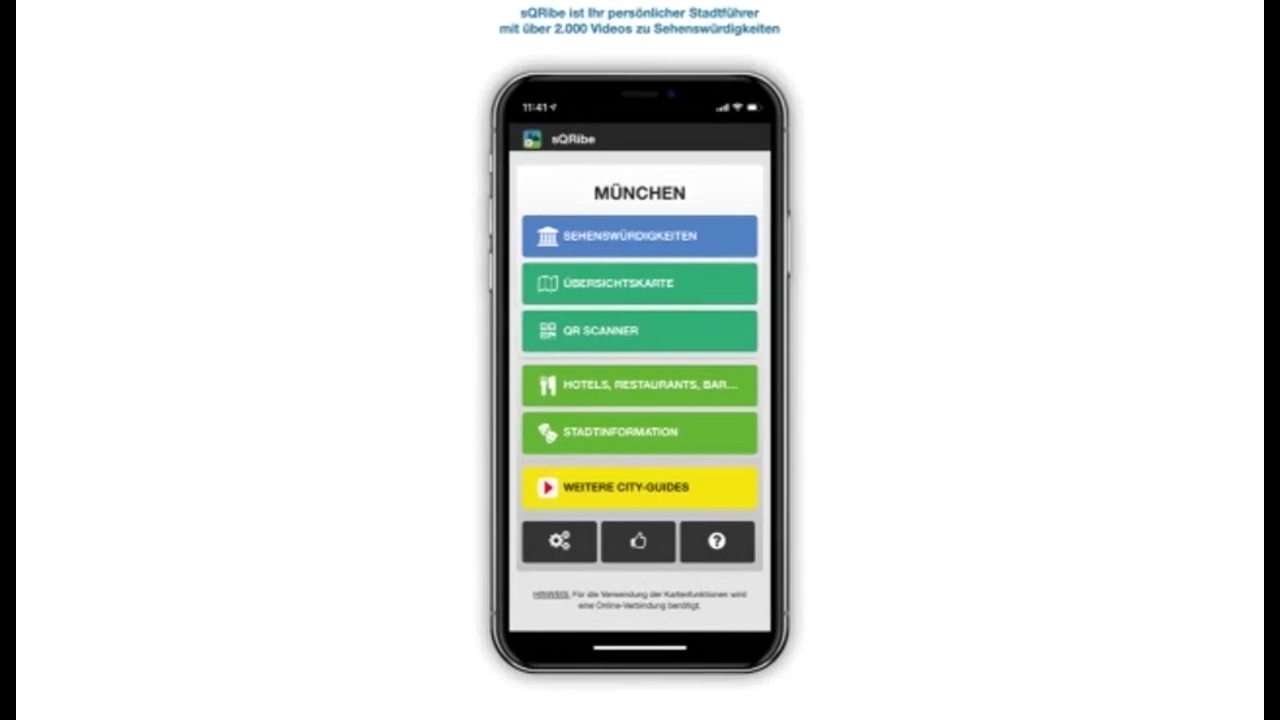 sQRibe ist Ihr persönlicher Stadtführer
mit über 2.000 Videos zu Sehenswürdigkeiten
11:41
sQRibe
MÜNCHEN
SEHENSWÜRDIGKEITEN
ÜBERSICHTSKARTE
QR SCANNER
HOTELS, RESTAURANTS, BAR...
STADTINFORMATION
WEITERE CITY-GUIDES
HINWEIS: Für die Verwendung der Kartenfunktionen wird
eine Online-Verbindung benötigt.